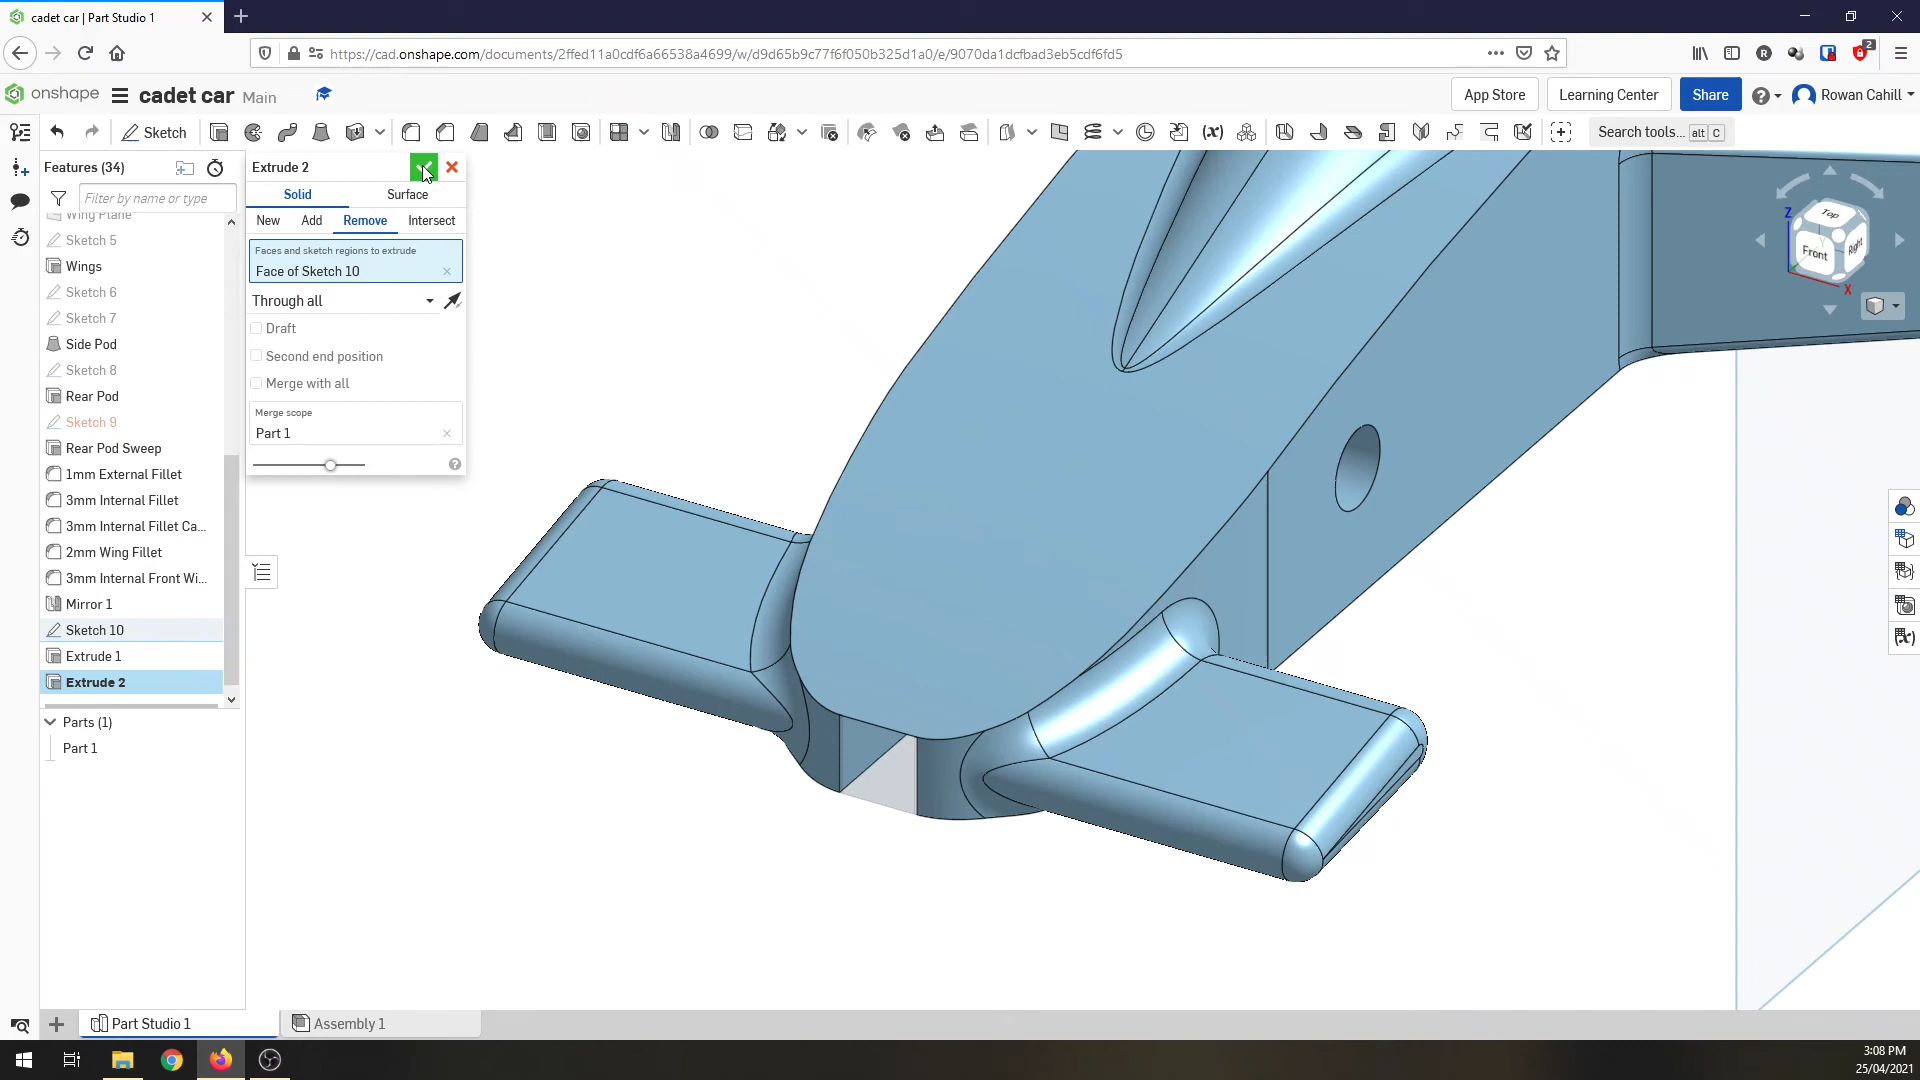 cadet car | Part Studio 1
https://cad.onshape.com/documents/2ffed11a0cdf6a66538a4699/w/d9d65b9c77f6f050b325d1a0/e/9070da1dcfbad3eb5cdf6fd5
2
onshape
cadet car Main
App Store
Learning Center
Share
Rowan Cahill
Sketch
Search tools... alt C
Features (34)
Filter by name or type
Wing Plane
Sketch 5
Wings
Sketch 6
Sketch 7
Side Pod
Sketch 8
Rear Pod
Sketch 9
Rear Pod Sweep
1mm External Fillet
3mm Internal Fillet
3mm Internal Fillet Ca...
2mm Wing Fillet
3mm Internal Front Wi...
Mirror 1
Sketch 10
Extrude 1
Extrude 2
Parts (1)
Part 1
Extrude 2
Solid Surface
New Add Remove Intersect
Faces and sketch regions to extrude
Face of Sketch 10
Through all
Draft
Second end position
Merge with all
Merge scope
Part 1
Top
Front
Right
Z
X
Part Studio 1
Assembly 1
3:08 PM
25/04/2021